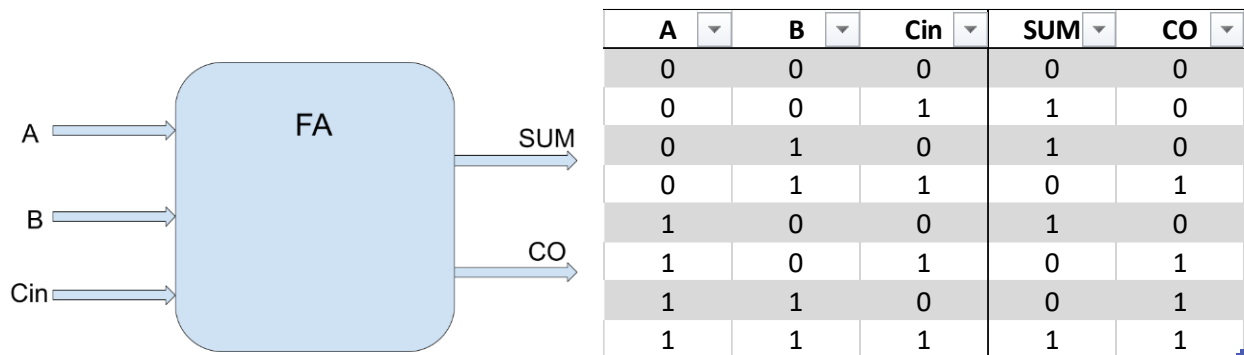 FA
A
B
Cin
SUM
CO
A B Cin SUM CO
0 0 0 0 0
0 0 1 1 0
0 1 0 1 0
0 1 1 0 1
1 0 0 1 0
1 0 1 0 1
1 1 0 0 1
1 1 1 1 1